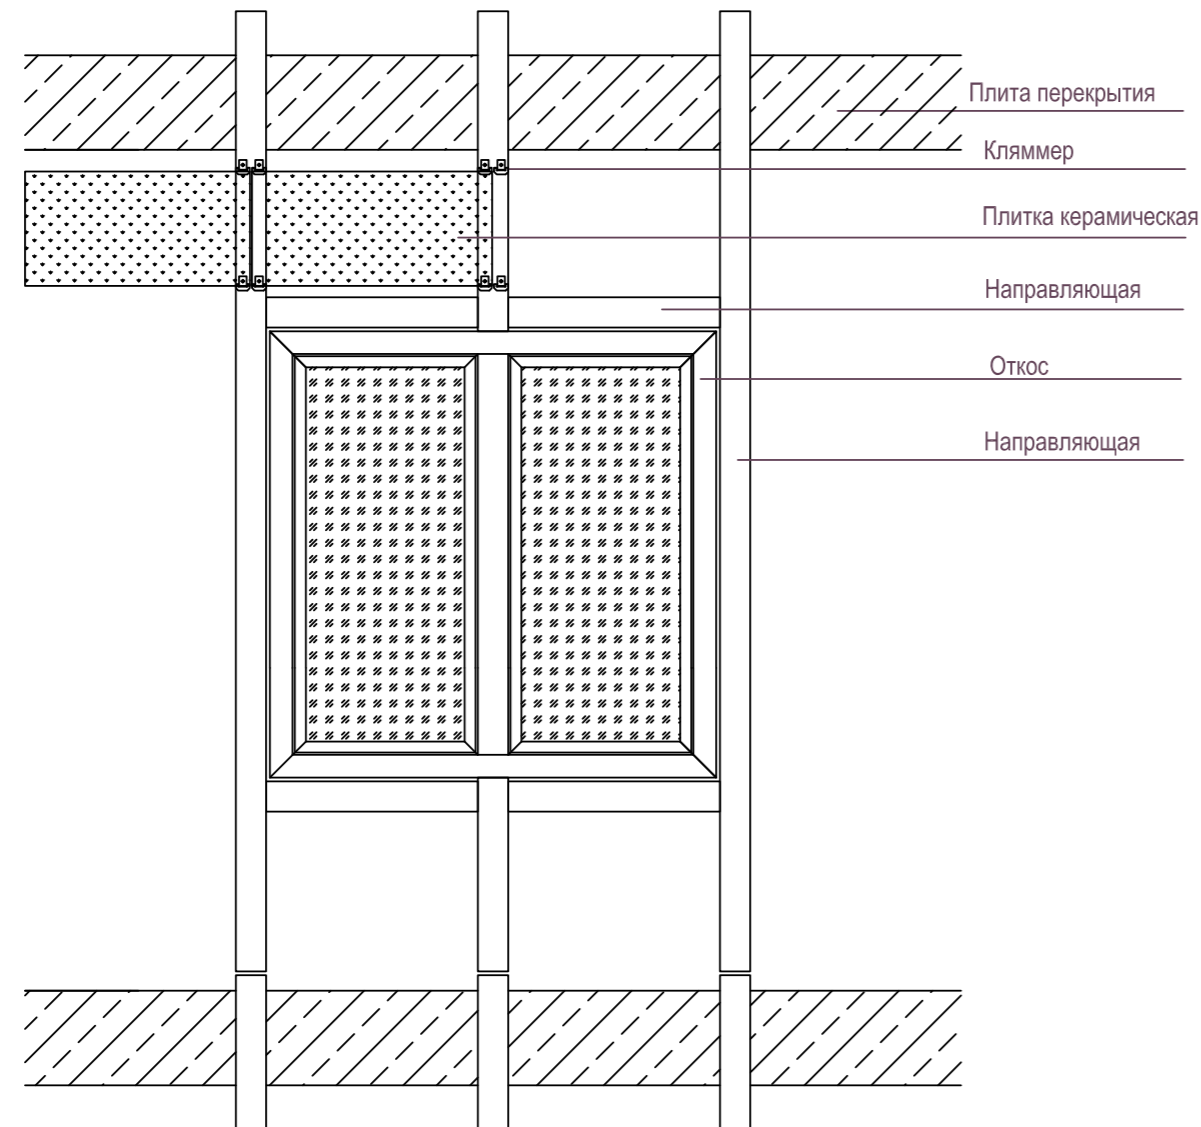 Плита перекрытия
Кляммер
Плитка керамическая
Направляющая
Откос
Направляющая